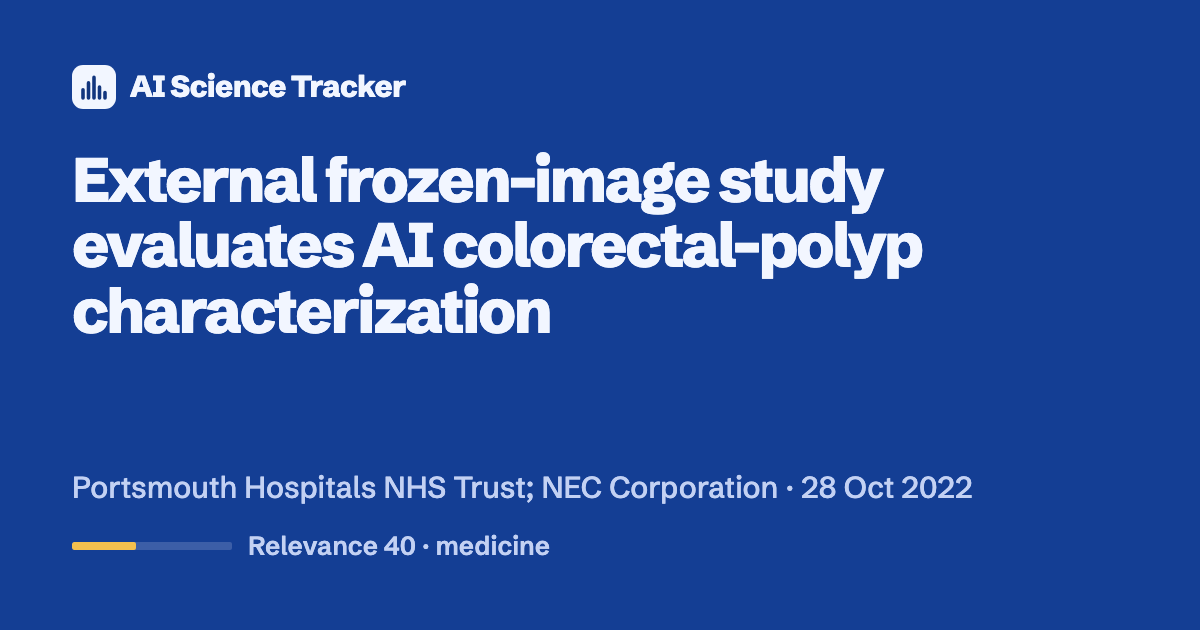 AI Science Tracker
External frozen-image study
evaluates AI colorectal-polyp
characterization
Portsmouth Hospitals NHS Trust; NEC Corporation · 28 Oct 2022
Relevance 40 · medicine